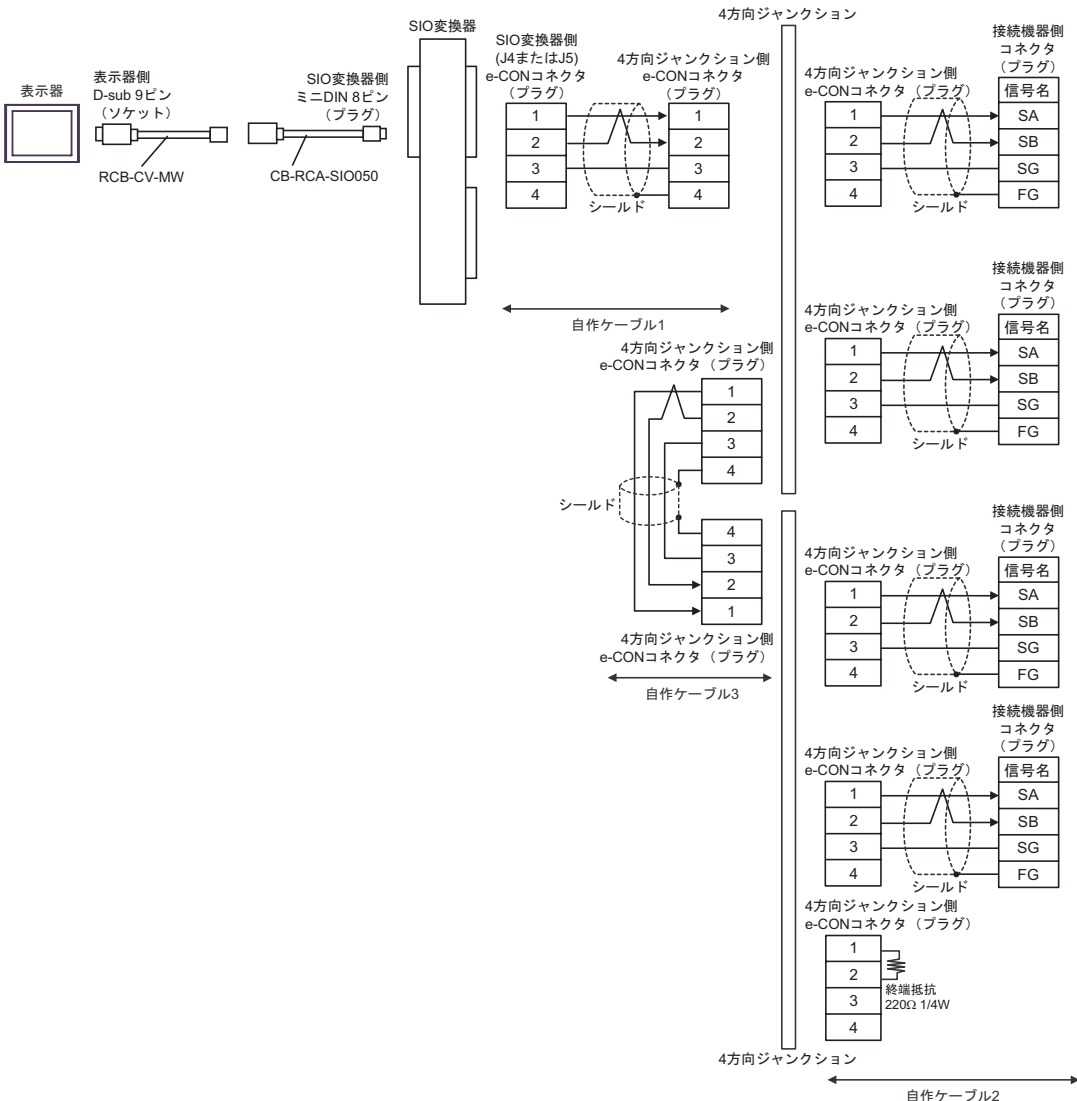 4方向ジャンクション
SIO変換器
表示器
表示器側
D-sub 9ピン
（ソケット）
RCB-CV-MW
SIO変換器側
ミニDIN 8ピン
（プラグ）
CB-RCA-SIO050
SIO変換器側
(J4またはJ5)
e-CONコネクタ
（プラグ）
1
2
3
4
シールド
4方向ジャンクション側
e-CONコネクタ
（プラグ）
1
2
3
4
自作ケーブル1
4方向ジャンクション側
e-CONコネクタ（プラグ）
1
2
3
4
シールド
接続機器側
コネクタ
（プラグ）
信号名
SA
SB
SG
FG
4方向ジャンクション側
e-CONコネクタ（プラグ）
1
2
3
4
シールド
接続機器側
コネクタ
（プラグ）
信号名
SA
SB
SG
FG
4方向ジャンクション側
e-CONコネクタ（プラグ）
1
2
3
4
シールド
4
3
2
1
4方向ジャンクション側
e-CONコネクタ（プラグ）
自作ケーブル3
4方向ジャンクション側
e-CONコネクタ（プラグ）
1
2
3
4
シールド
接続機器側
コネクタ
（プラグ）
信号名
SA
SB
SG
FG
4方向ジャンクション側
e-CONコネクタ（プラグ）
1
2
3
4
シールド
接続機器側
コネクタ
（プラグ）
信号名
SA
SB
SG
FG
4方向ジャンクション側
e-CONコネクタ（プラグ）
1
2
3
4
終端抵抗
220Ω 1/4W
4方向ジャンクション
自作ケーブル2